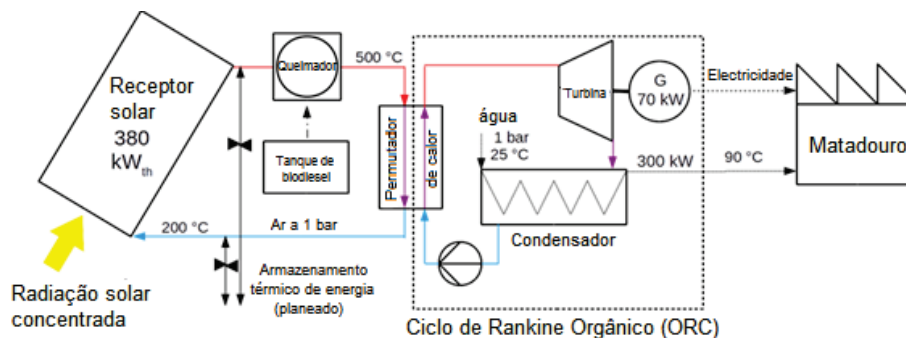 Receptor
solar
380
kW th
Radiação solar
concentrada
Queimador
Tanque de
biodiesel
500 °C
200 °C
Ar a 1 bar
Armazenamento
térmico de energia
(planeado)
Permutador
de calor
água
1 bar
25 °C
Turbina
G
70 kW
Condensador
300 kW
90 °C
Electricidade
Matadouro
Ciclo de Rankine Orgânico (ORC)